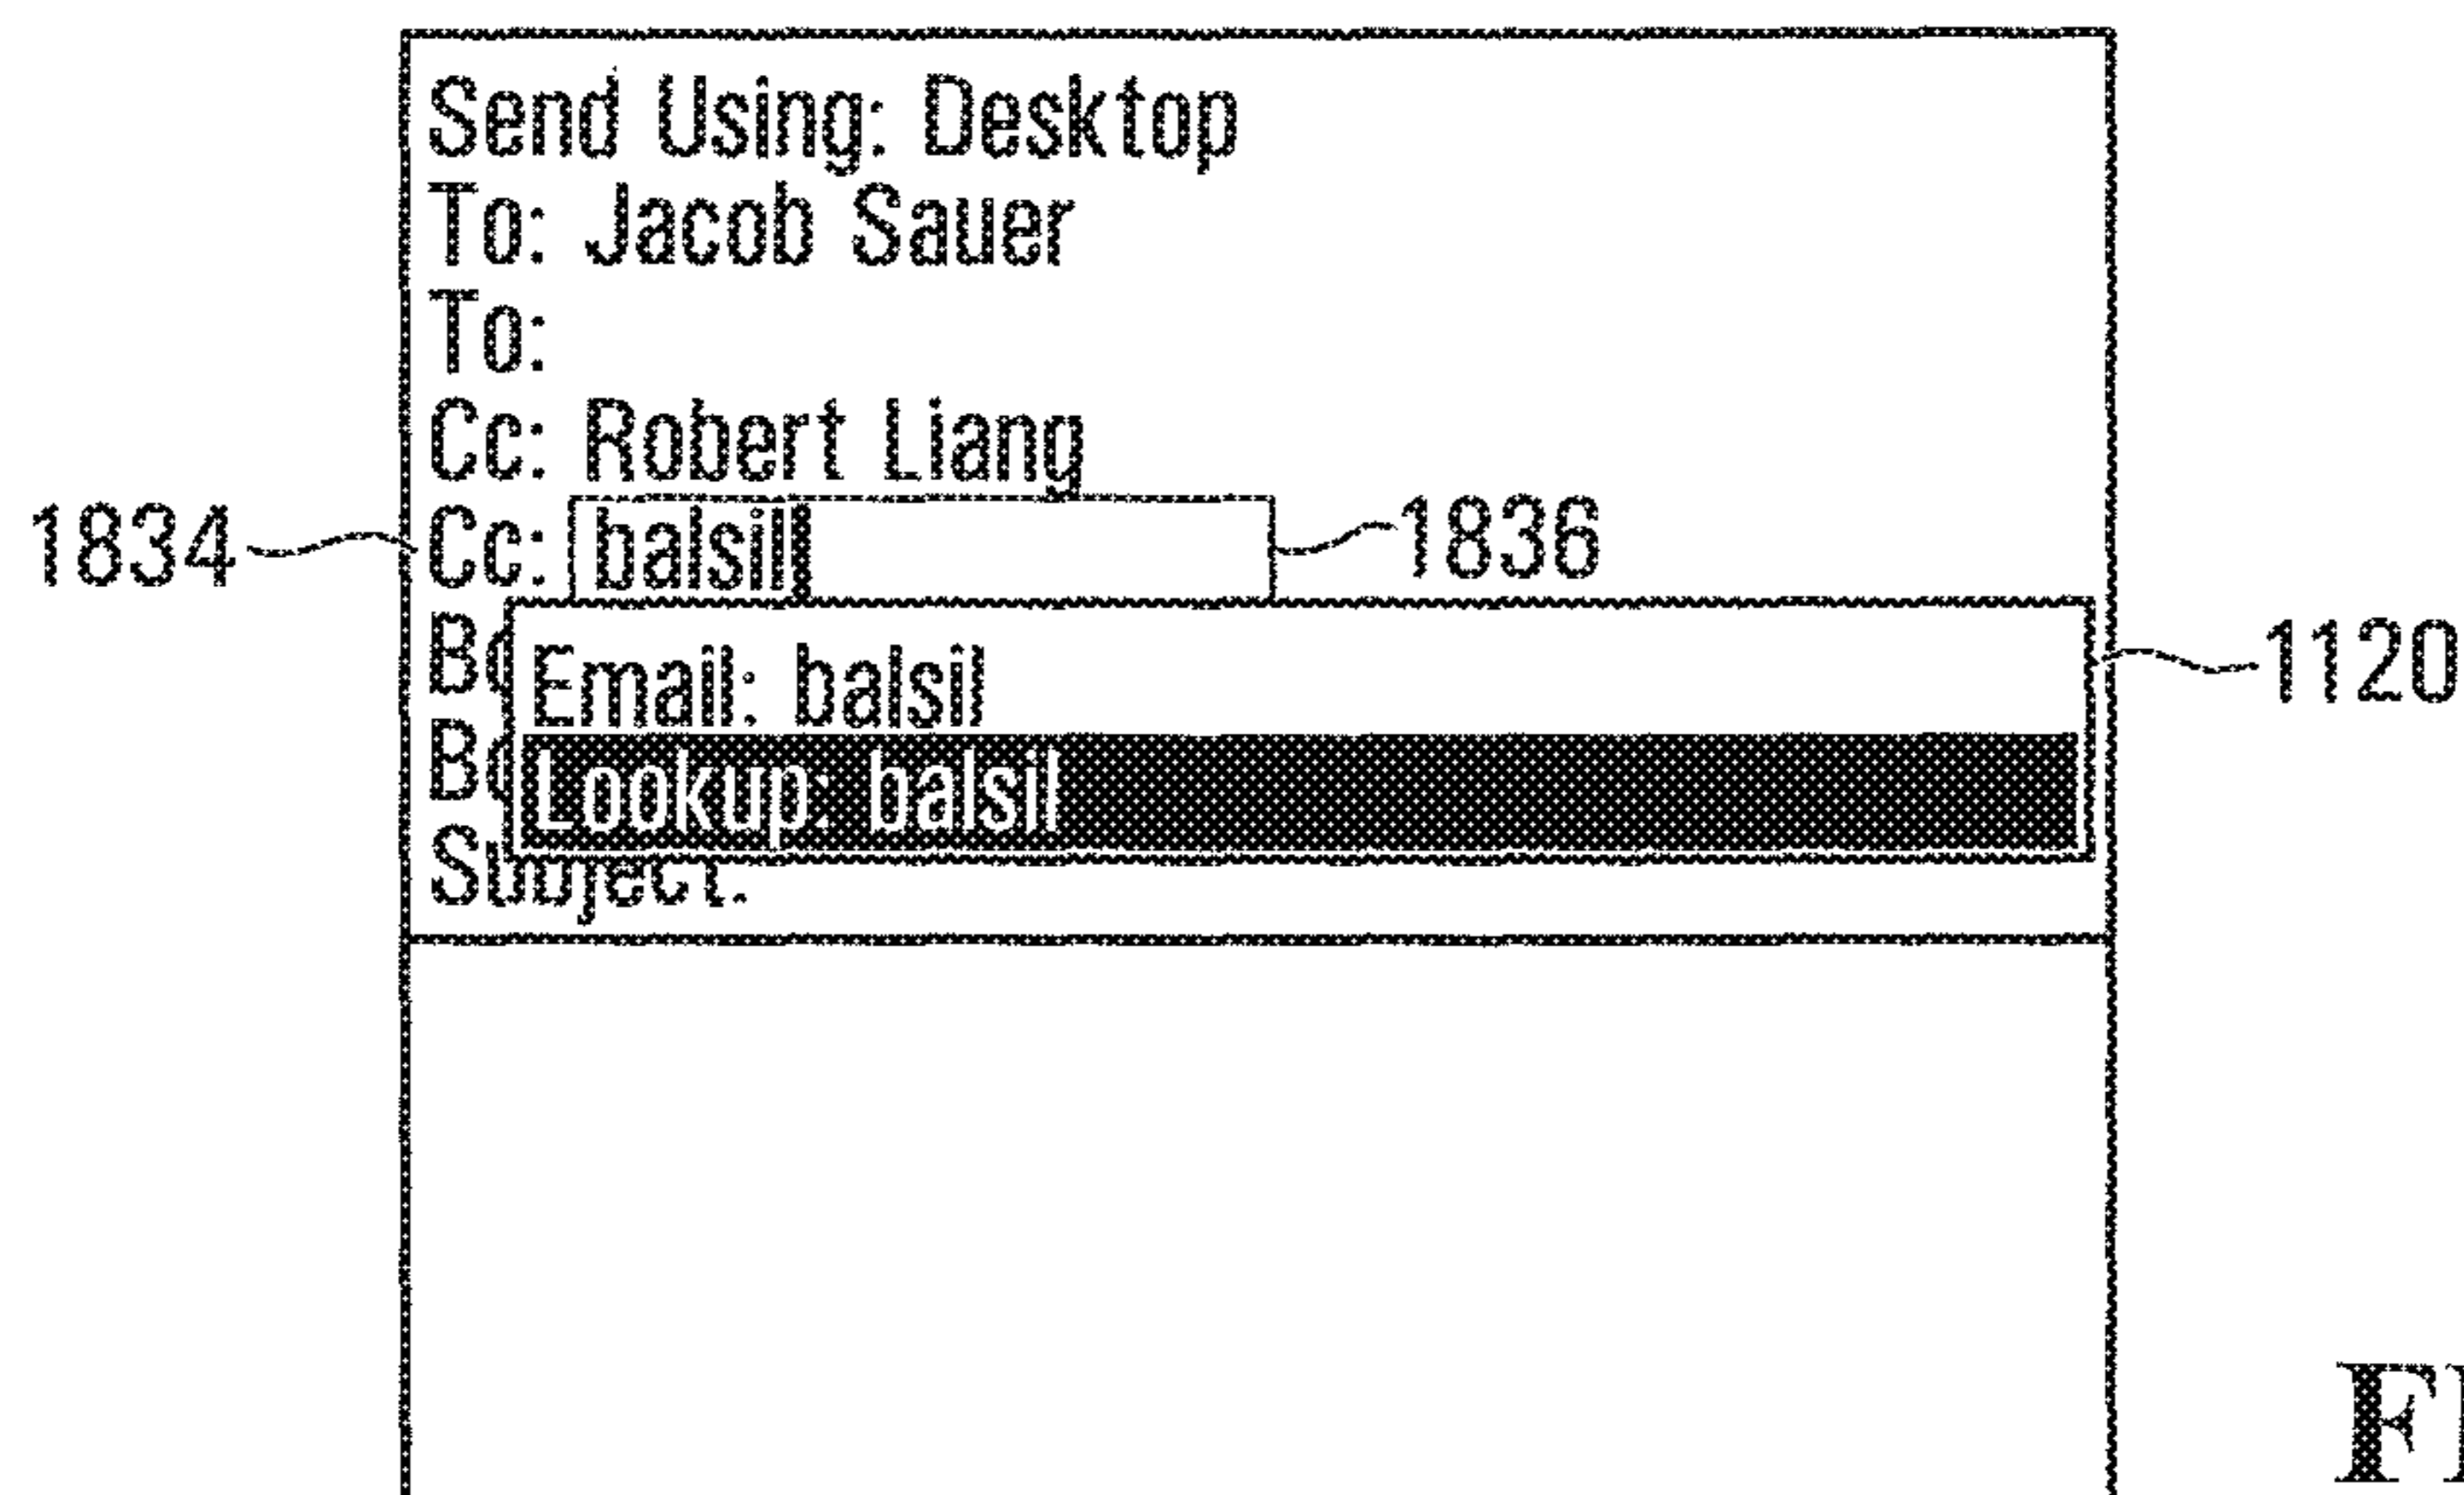 Send Using: Desktop
To: Jacob Sauer
To:
Cc: Robert Liang
1834 Cc: balsil 1836
Email: balsil 1120
Lookup: balsil
Subject: